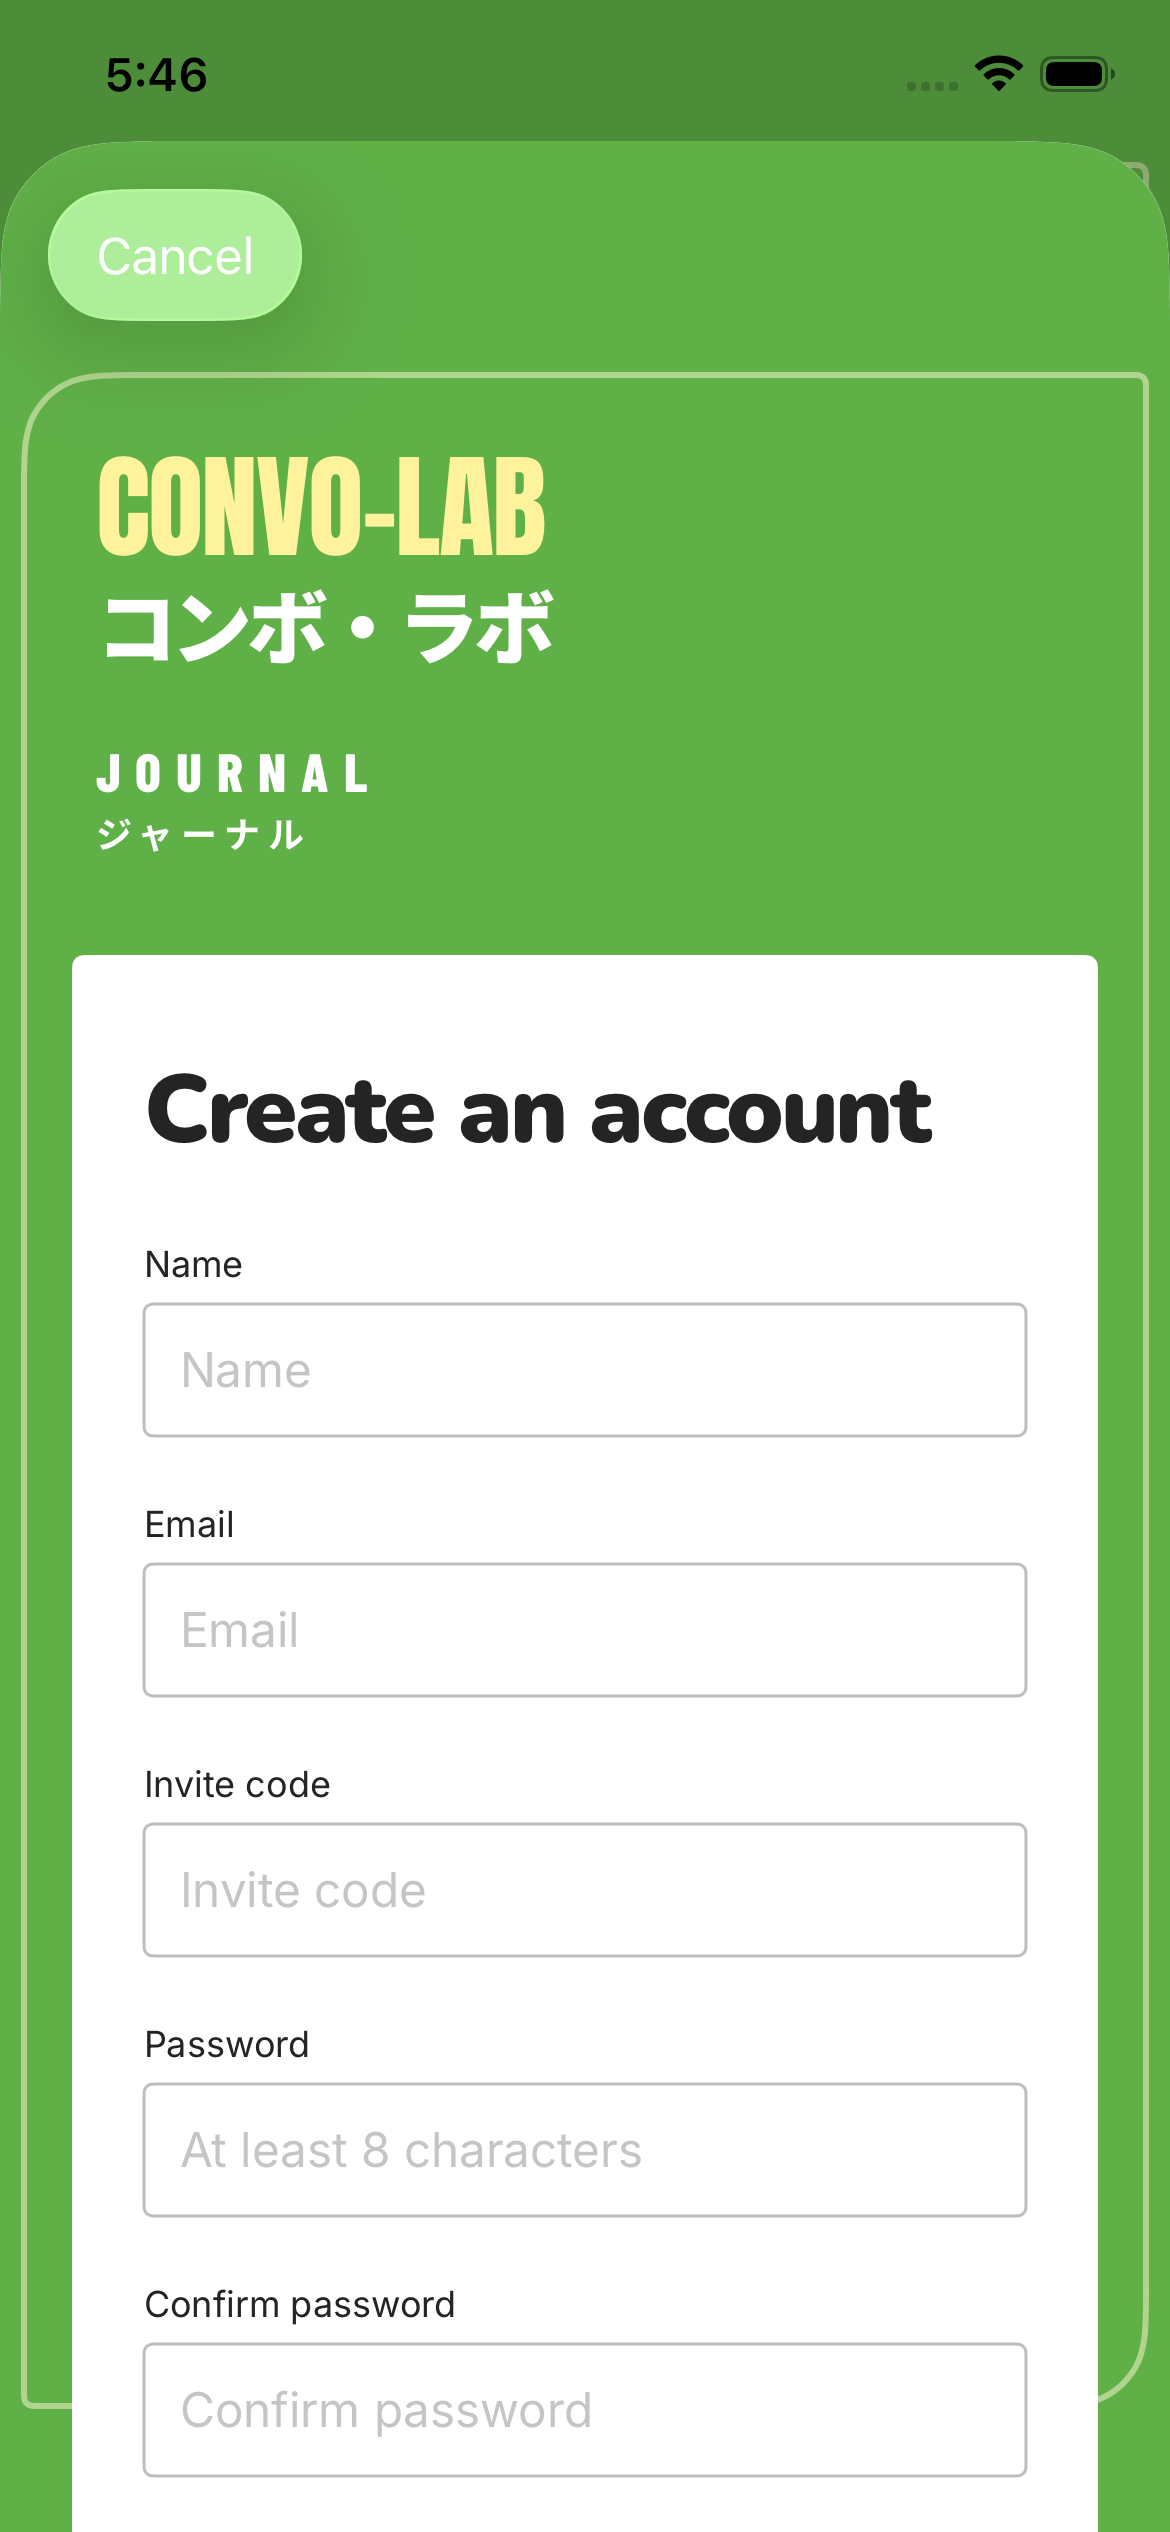 5:46
Cancel
CONVO-LAB
コンボ・ラボ
JOURNAL
ジャーナル
Create an account
Name
Name
Email
Email
Invite code
Invite code
Password
At least 8 characters
Confirm password
Confirm password